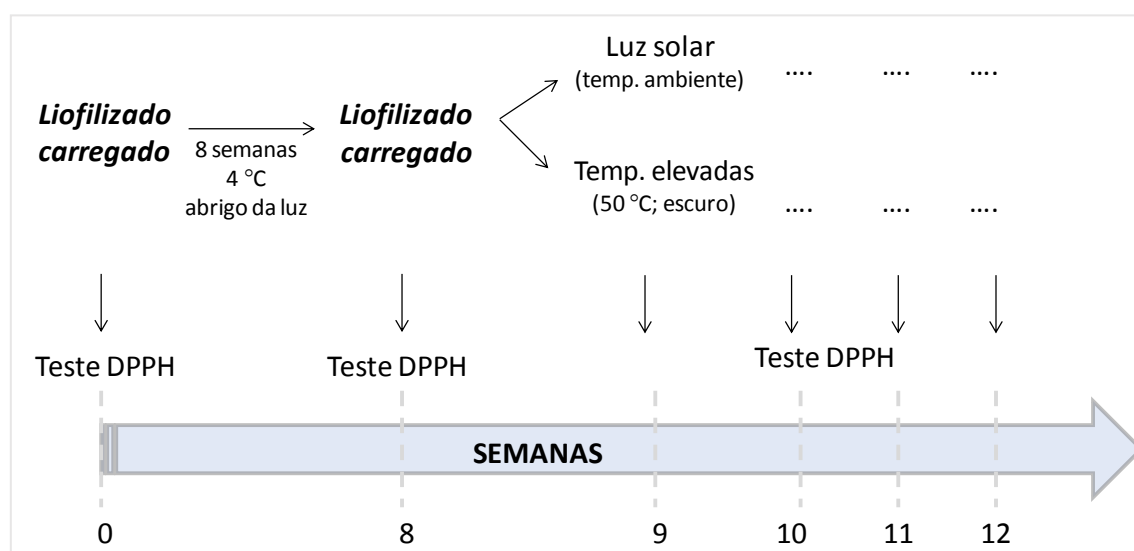 Liofilizado
carregado
8 semanas
4 °C
abrigo da luz
Liofilizado
carregado
Luz solar
(temp. ambiente)
.... .... ....
Temp. elevadas
(50 °C; escuro)
.... .... ....
Teste DPPH
Teste DPPH
Teste DPPH
SEMANAS
0 8 9 10 11 12